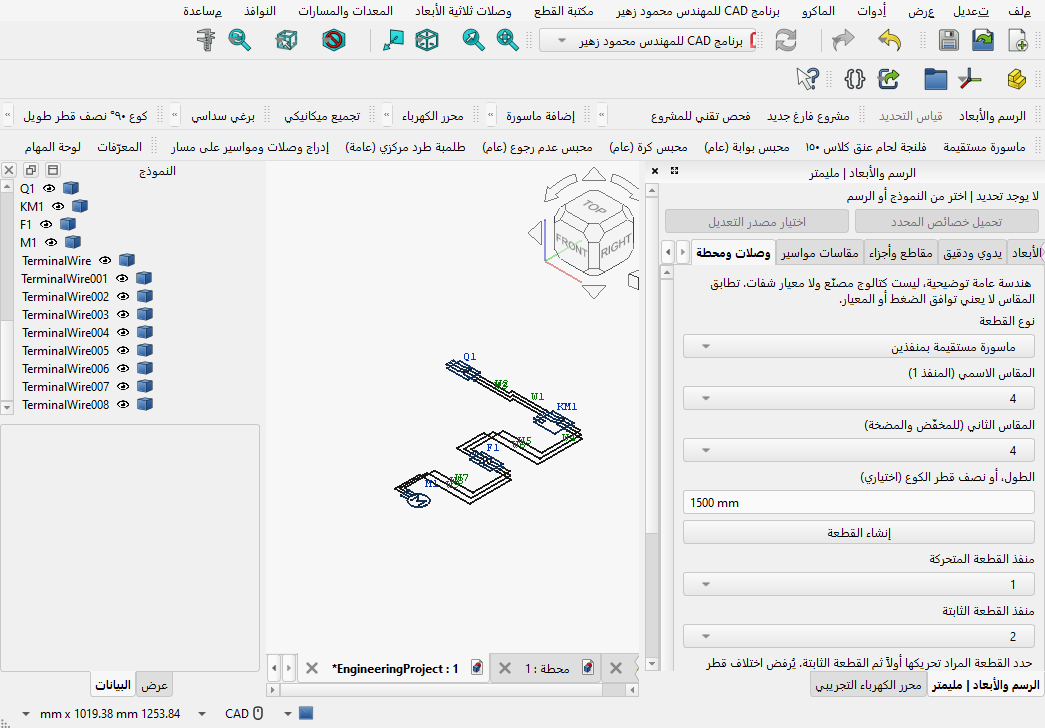 ملف
تعديل
عرض
أدوات
الماكرو
برنامج CAD للمهندس محمود زهير
مكتبة القطع
وصلات ثلاثية الأبعاد
المعدات والمسارات
النوافذ
مساعدة
برنامج CAD للمهندس محمود زهير
الرسم والأبعاد
قياس التحديد
مشروع فارغ جديد
فحص تقني للمشروع
إضافة ماسورة
محرر الكهرباء
تجميع ميكانيكي
برغي سداسي
كوع ٩٠° نصف قطر طويل
ماسورة مستقيمة
فلنجة لحام عنق كلاس ١٥٠
محبس بوابة (عام)
محبس كرة (عام)
محبس عدم رجوع (عام)
طلمبة طرد مركزي (عامة)
إدراج وصلات ومواسير على مسار
المعرّفات
لوحة المهام
النموذج
Q1
KM1
F1
M1
TerminalWire
TerminalWire001
TerminalWire002
TerminalWire003
TerminalWire004
TerminalWire005
TerminalWire006
TerminalWire007
TerminalWire008
عرض
البيانات
TOP
FRONT
RIGHT
Q1
W1
KM1
F1
M1
محطة : 1
*EngineeringProject : 1
الرسم والأبعاد | مليمتر
لا يوجد تحديد | اختر من النموذج أو الرسم
تحميل خصائص المحدد
اختيار مصدر التعديل
الأبعاد
يدوي ودقيق
مقاطع وأجزاء
مقاسات مواسير
وصلات ومحطة
هندسة عامة توضيحية، ليست كتالوج مصنّع ولا معيار شفات. تطابق
المقاس لا يعني توافق الضغط أو المعيار.
نوع القطعة
ماسورة مستقيمة بمنفذين
المقاس الاسمي (المنفذ 1)
4
المقاس الثاني (للمخفّض والمضخة)
4
الطول، أو نصف قطر الكوع (اختياري)
1500 mm
إنشاء القطعة
منفذ القطعة المتحركة
1
منفذ القطعة الثابتة
2
حدد القطعة المراد تحريكها أولاً ثم القطعة الثابتة. يُرفض اختلاف قطر
الرسم والأبعاد | مليمتر
محرر الكهرباء التجريبي
CAD
1253.84 mm x 1019.38 mm